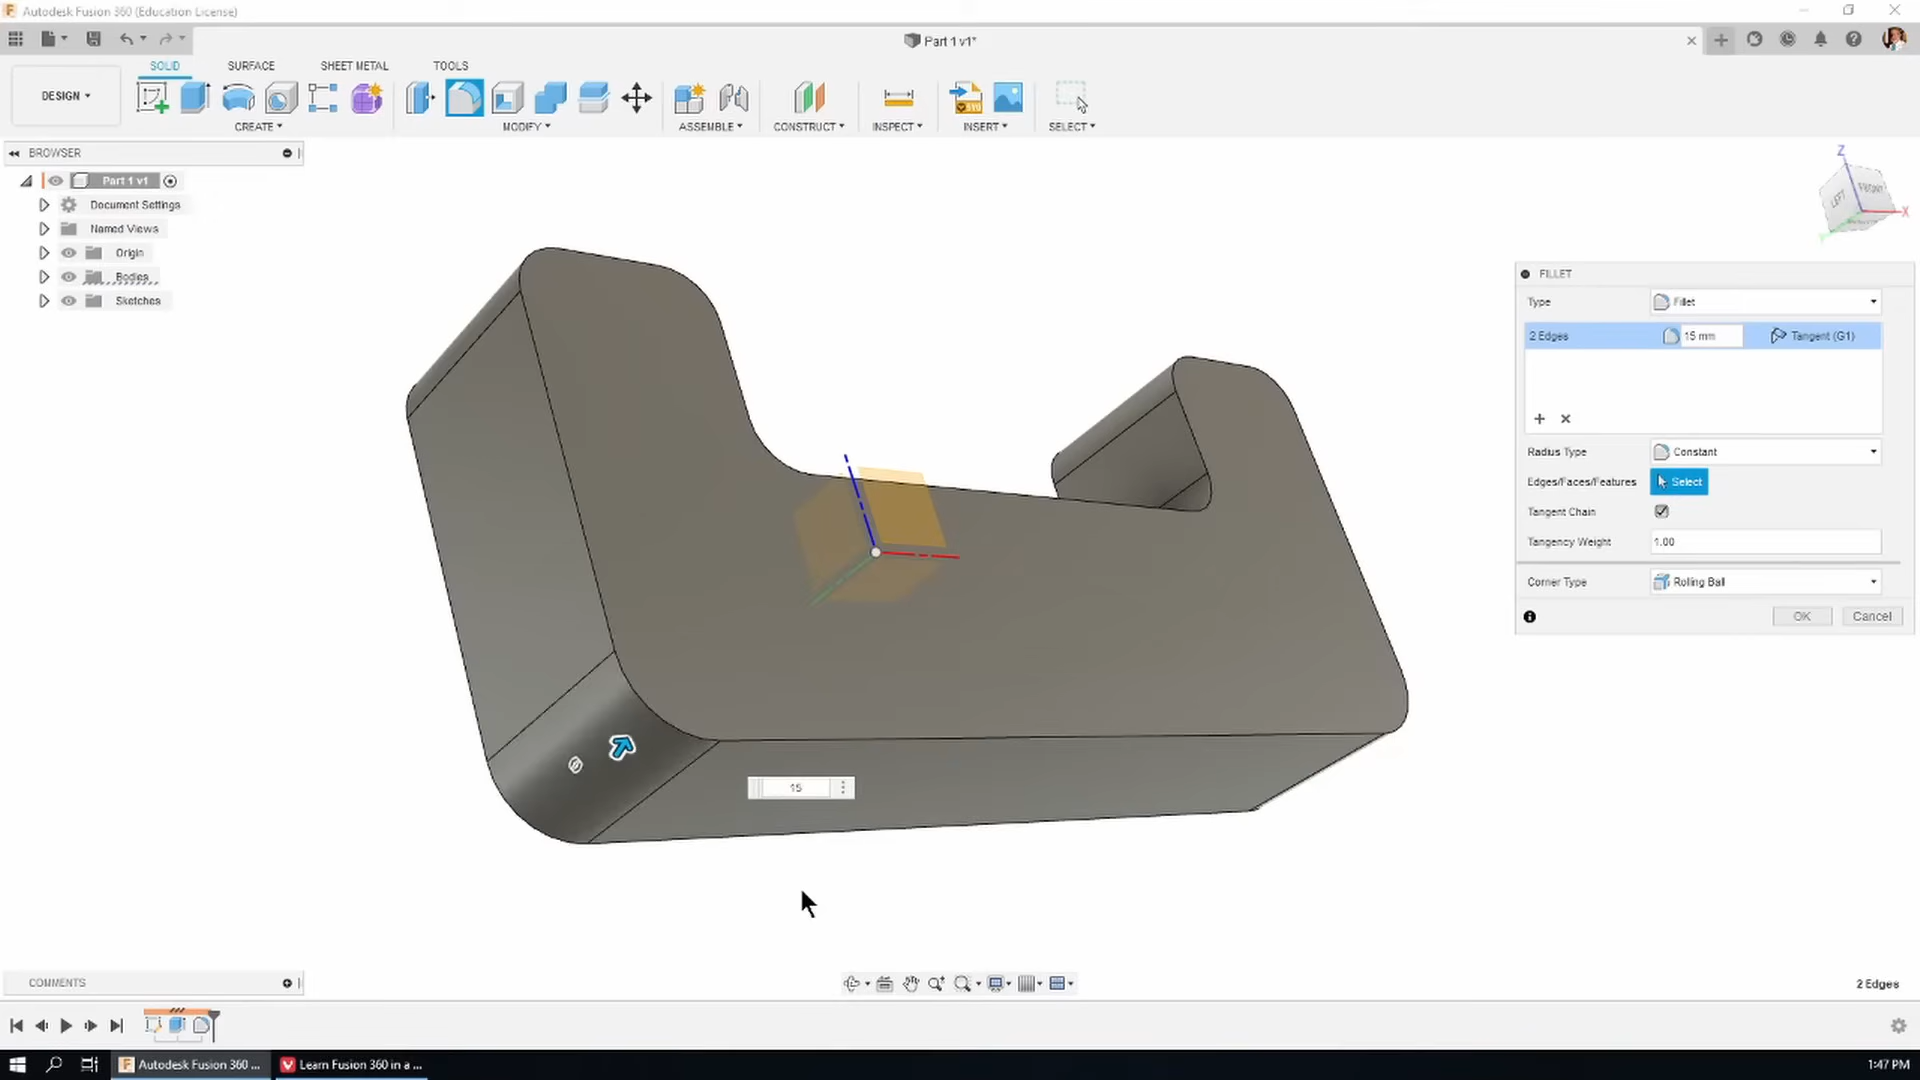 Autodesk Fusion 360 (Education License)
Part 1 v1*
SOLID
SURFACE
SHEET METAL
TOOLS
DESIGN
CREATE
MODIFY
ASSEMBLE
CONSTRUCT
INSPECT
INSERT
SELECT
BROWSER
Part 1 v1
Document Settings
Named Views
Origin
Bodies
Sketches
Z
LEFT
FRONT
X
FILLET
Type
Fillet
2 Edges
15 mm
Tangent (G1)
Radius Type
Constant
Edges/Faces/Features
Select
Tangent Chain
Tangency Weight
1.00
Corner Type
Rolling Ball
OK
Cancel
15
COMMENTS
2 Edges
Autodesk Fusion 360 ...
Learn Fusion 360 in a ...
1:47 PM